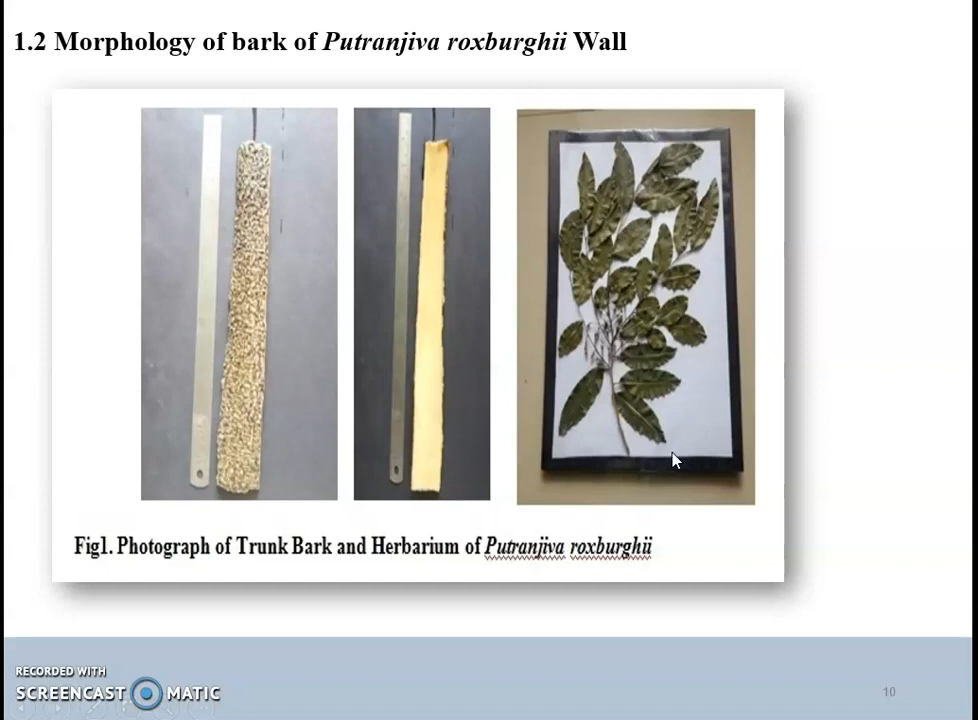 1.2 Morphology of bark of Putranjiva roxburghii Wall
Fig1. Photograph of Trunk Bark and Herbarium of Putranjiva roxburghii
RECORDED WITH
SCREENCAST MATIC
10